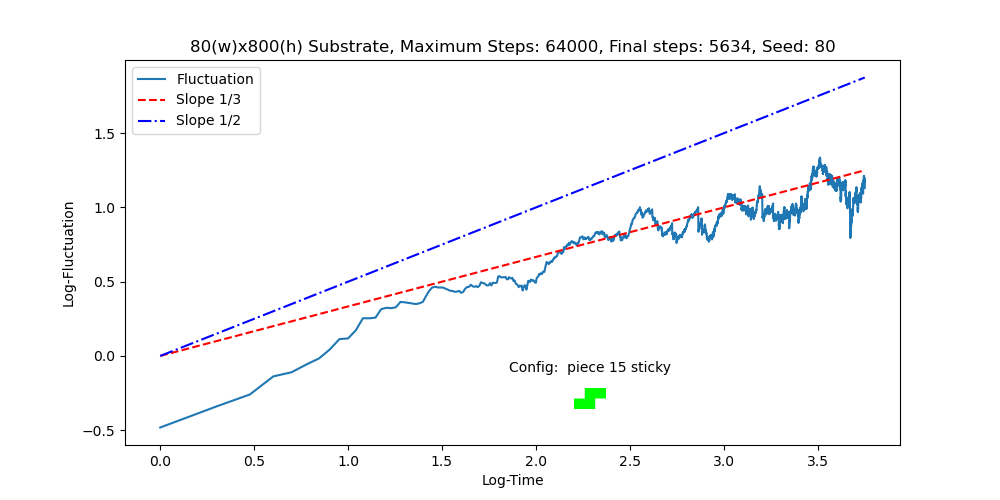 80(w)x800(h) Substrate, Maximum Steps: 64000, Final steps: 5634, Seed: 80
Fluctuation
Slope 1/3
Slope 1/2
1.5
1.0
0.5
0.0
−0.5
Log-Fluctuation
Config:  piece 15 sticky
0.0 0.5 1.0 1.5 2.0 2.5 3.0 3.5
Log-Time